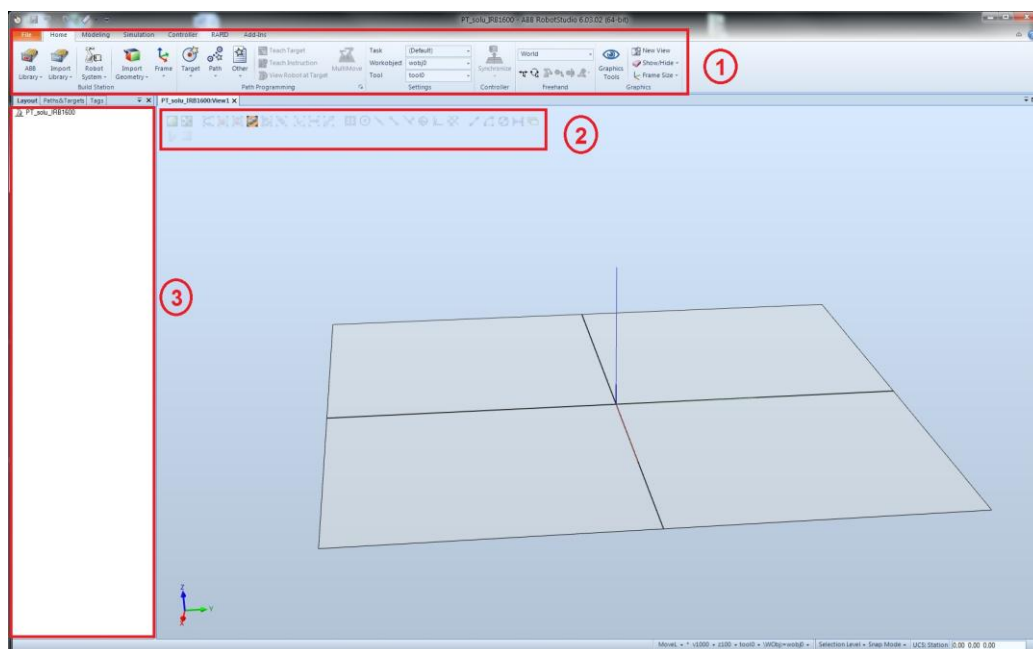 PT_solu_IRB1600 - ABB RobotStudio 6.03.02 (64-bit)
File Home Modeling Simulation Controller RAPID Add-Ins
ABB Library Import Library Robot System Import Geometry Frame Target Path Other
Teach Target
Teach Instruction
View Robot at Target
MultiMove
Task (Default)
Workobject wobj0
Tool tool0
Synchronize
World
Graphics Tools
New View
Show/Hide
Frame Size
Build Station Path Programming Settings Controller Freehand Graphics
1
Layout Paths&Targets Tags PT_solu_IRB1600:View1
PT_solu_IRB1600
2
3
Z
Y
X
MoveL * v1000 z100 tool0 \WObj:=wobj0 Selection Level Snap Mode UCS: Station 0.00 0.00 0.00